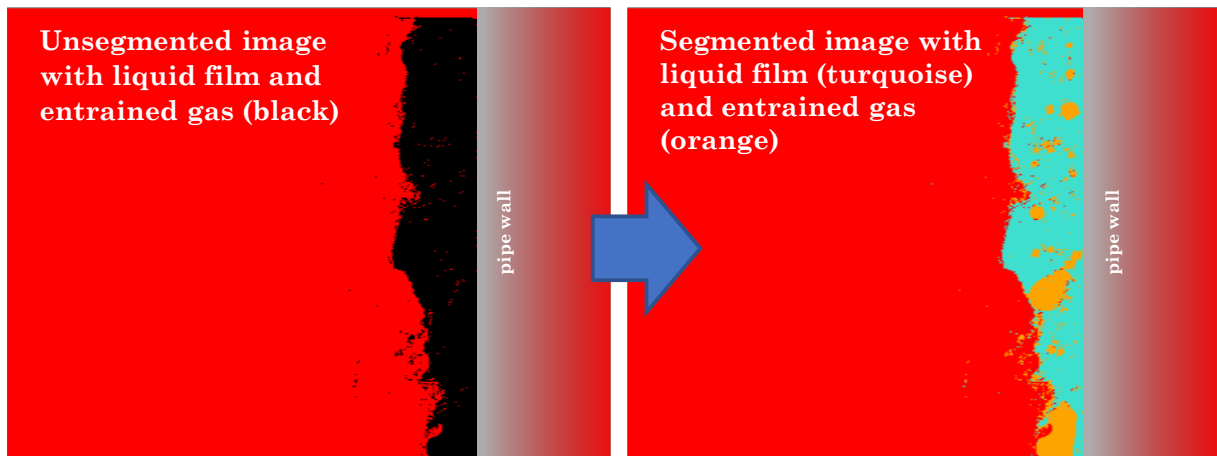 Unsegmented image
with liquid film and
entrained gas (black)
pipe wall
Segmented image with
liquid film (turquoise)
and entrained gas
(orange)
pipe wall